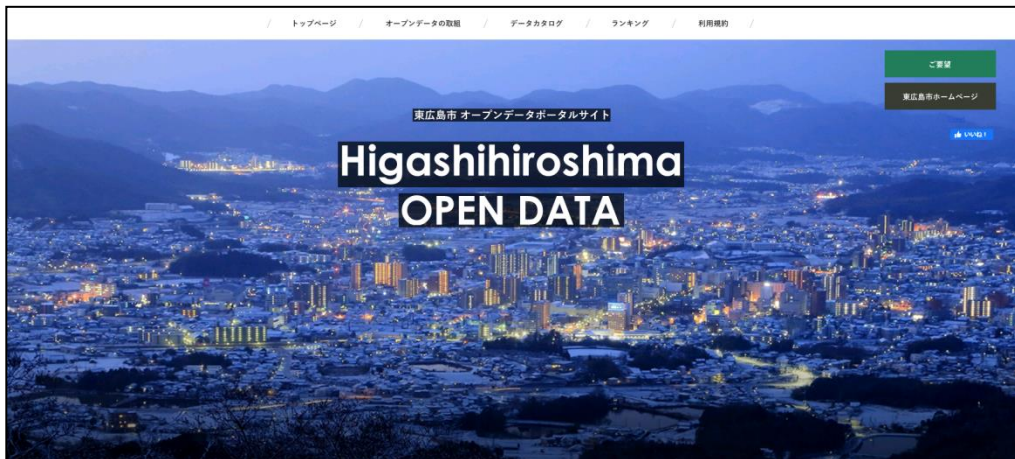 / トップページ / オープンデータの取組 / データカタログ / ランキング / 利用規約 /
ご要望
東広島市ホームページ
いいね！
東広島市 オープンデータポータルサイト
Higashihiroshima
OPEN DATA